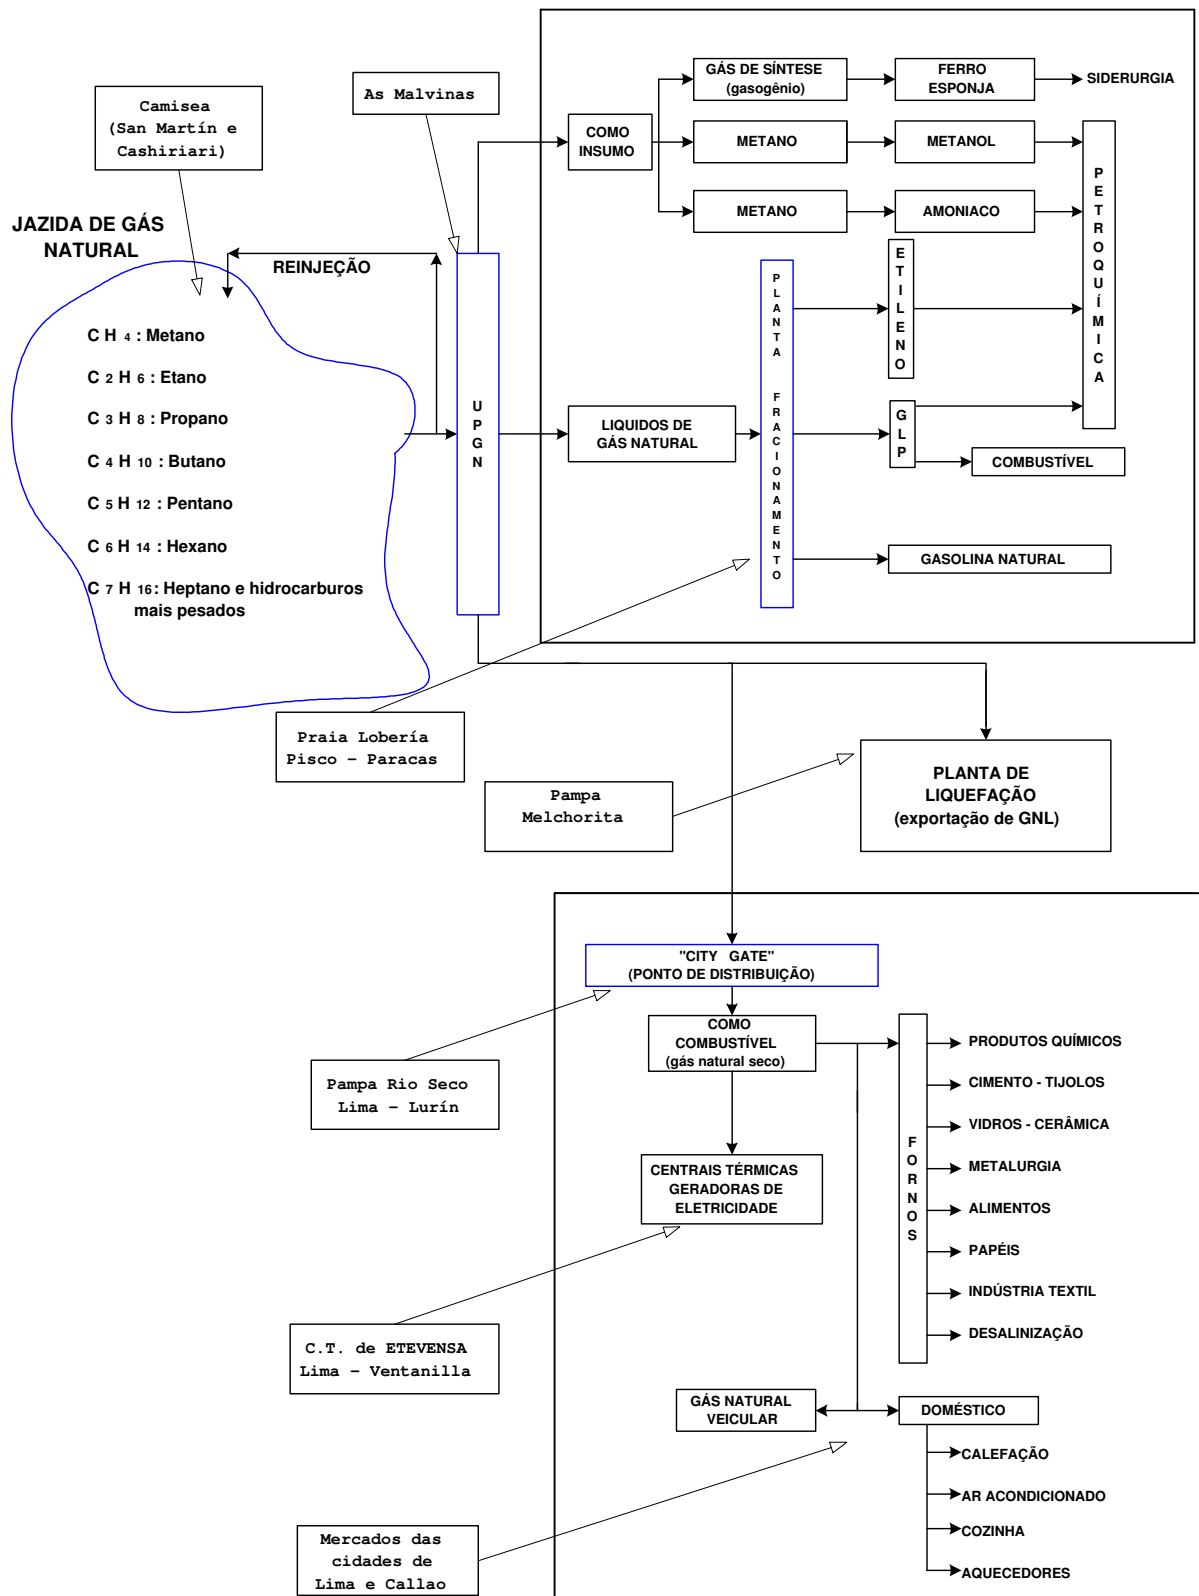 GÁS DE SÍNTESE
(gasogênio)
FERRO
ESPONJA
SIDERURGIA
Camisea
(San Martín e
Cashiriari)
As Malvinas
COMO
INSUMO
METANO
METANOL
METANO
AMONIACO
PETROQUÍMICA
JAZIDA DE GÁS
NATURAL
REINJEÇÃO
C H 4 : Metano
C 2 H 6 : Etano
C 3 H 8 : Propano
C 4 H 10 : Butano
C 5 H 12 : Pentano
C 6 H 14 : Hexano
C 7 H 16 : Heptano e hidrocarburos
mais pesados
UPGN
LIQUIDOS DE
GÁS NATURAL
PLANTA FRACIONAMENTO
ETILENO
GLP
COMBUSTÍVEL
GASOLINA NATURAL
Praia Lobería
Pisco – Paracas
Pampa
Melchorita
PLANTA DE
LIQUEFAÇÃO
(exportação de GNL)
"CITY GATE"
(PONTO DE DISTRIBUIÇÃO)
COMO
COMBUSTÍVEL
(gás natural seco)
Pampa Rio Seco
Lima – Lurín
CENTRAIS TÉRMICAS
GERADORAS DE
ELETRICIDADE
FORNOS
PRODUTOS QUÍMICOS
CIMENTO - TIJOLOS
VIDROS - CERÂMICA
METALURGIA
ALIMENTOS
PAPÉIS
INDÚSTRIA TEXTIL
DESALINIZAÇÃO
C.T. de ETEVENSA
Lima – Ventanilla
GÁS NATURAL
VEICULAR
DOMÉSTICO
CALEFAÇÃO
AR ACONDICIONADO
COZINHA
AQUECEDORES
Mercados das
cidades de
Lima e Callao